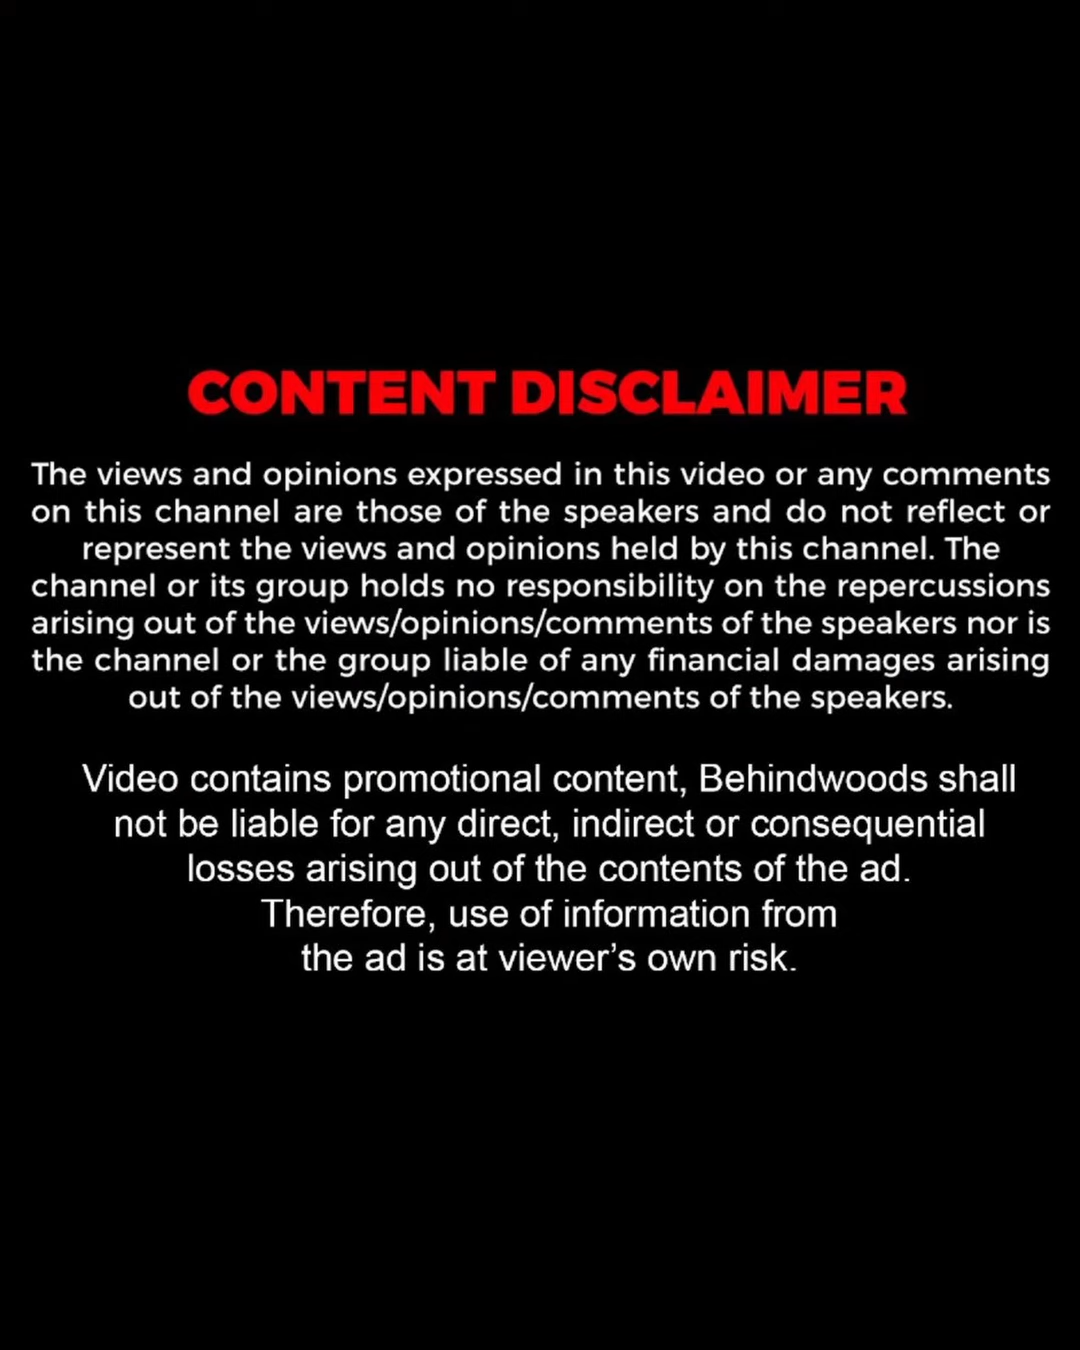 CONTENT DISCLAIMER
The views and opinions expressed in this video or any comments
on this channel are those of the speakers and do not reflect or
represent the views and opinions held by this channel. The
channel or its group holds no responsibility on the repercussions
arising out of the views/opinions/comments of the speakers nor is
the channel or the group liable of any financial damages arising
out of the views/opinions/comments of the speakers.
Video contains promotional content, Behindwoods shall
not be liable for any direct, indirect or consequential
losses arising out of the contents of the ad.
Therefore, use of information from
the ad is at viewer’s own risk.